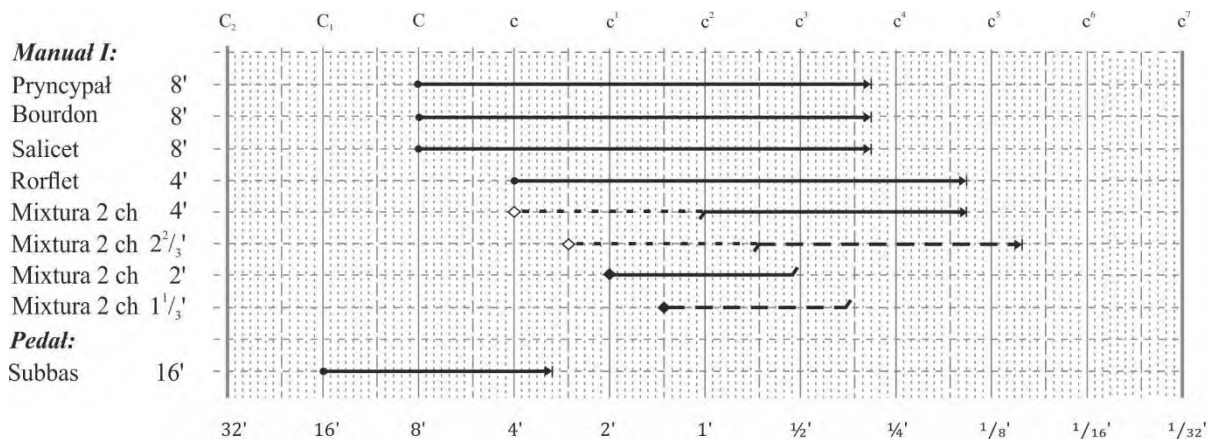 C₂ C₁ C c c¹ c² c³ c⁴ c⁵ c⁶ c⁷
Manuał I:
Pryncypał 8'
Bourdon 8'
Salicet 8'
Rorflet 4'
Mixtura 2 ch 4'
Mixtura 2 ch 2²/₃'
Mixtura 2 ch 2'
Mixtura 2 ch 1¹/₃'
Pedał:
Subbas 16'
32' 16' 8' 4' 2' 1' ½' ¼' ¹/₈' ¹/₁₆' ¹/₃₂'